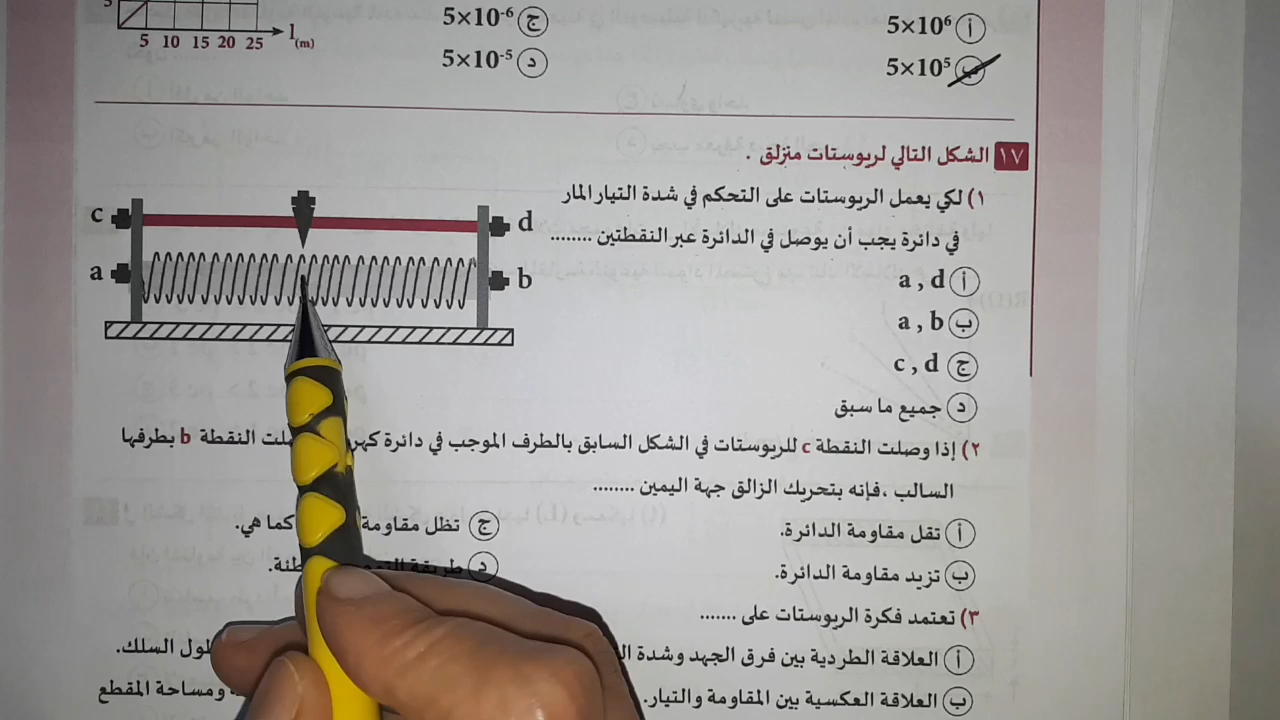 5×10⁶ (أ)
5×10⁻⁶ (ج)
5×10⁵ (ب)
5×10⁻⁵ (د)
5 10 15 20 25 l(m)
١٧ الشكل التالي لريوستات منزلق .
١) لكي يعمل الريوستات على التحكم في شدة التيار المار
في دائرة يجب أن يوصل في الدائرة عبر النقطتين ........
c d
a b
(أ) a , d
(ب) a , b
(ج) c , d
(د) جميع ما سبق
٢) إذا وصلت النقطة c للريوستات في الشكل السابق بالطرف الموجب في دائرة النقطة b بطرفها
السالب ،فإنه بتحريك الزالق جهة اليمين ........
(أ) تقل مقاومة الدائرة.
(ج) تظل مقاومة كما هي.
(ب) تزيد مقاومة الدائرة.
(د) طريقة
٣) تعتمد فكرة الريوستات على .......
(أ) العلاقة الطردية بين فرق الجهد وشدة
السلك.
(ب) العلاقة العكسية بين المقاومة والتيار.
ومساحة المقطع